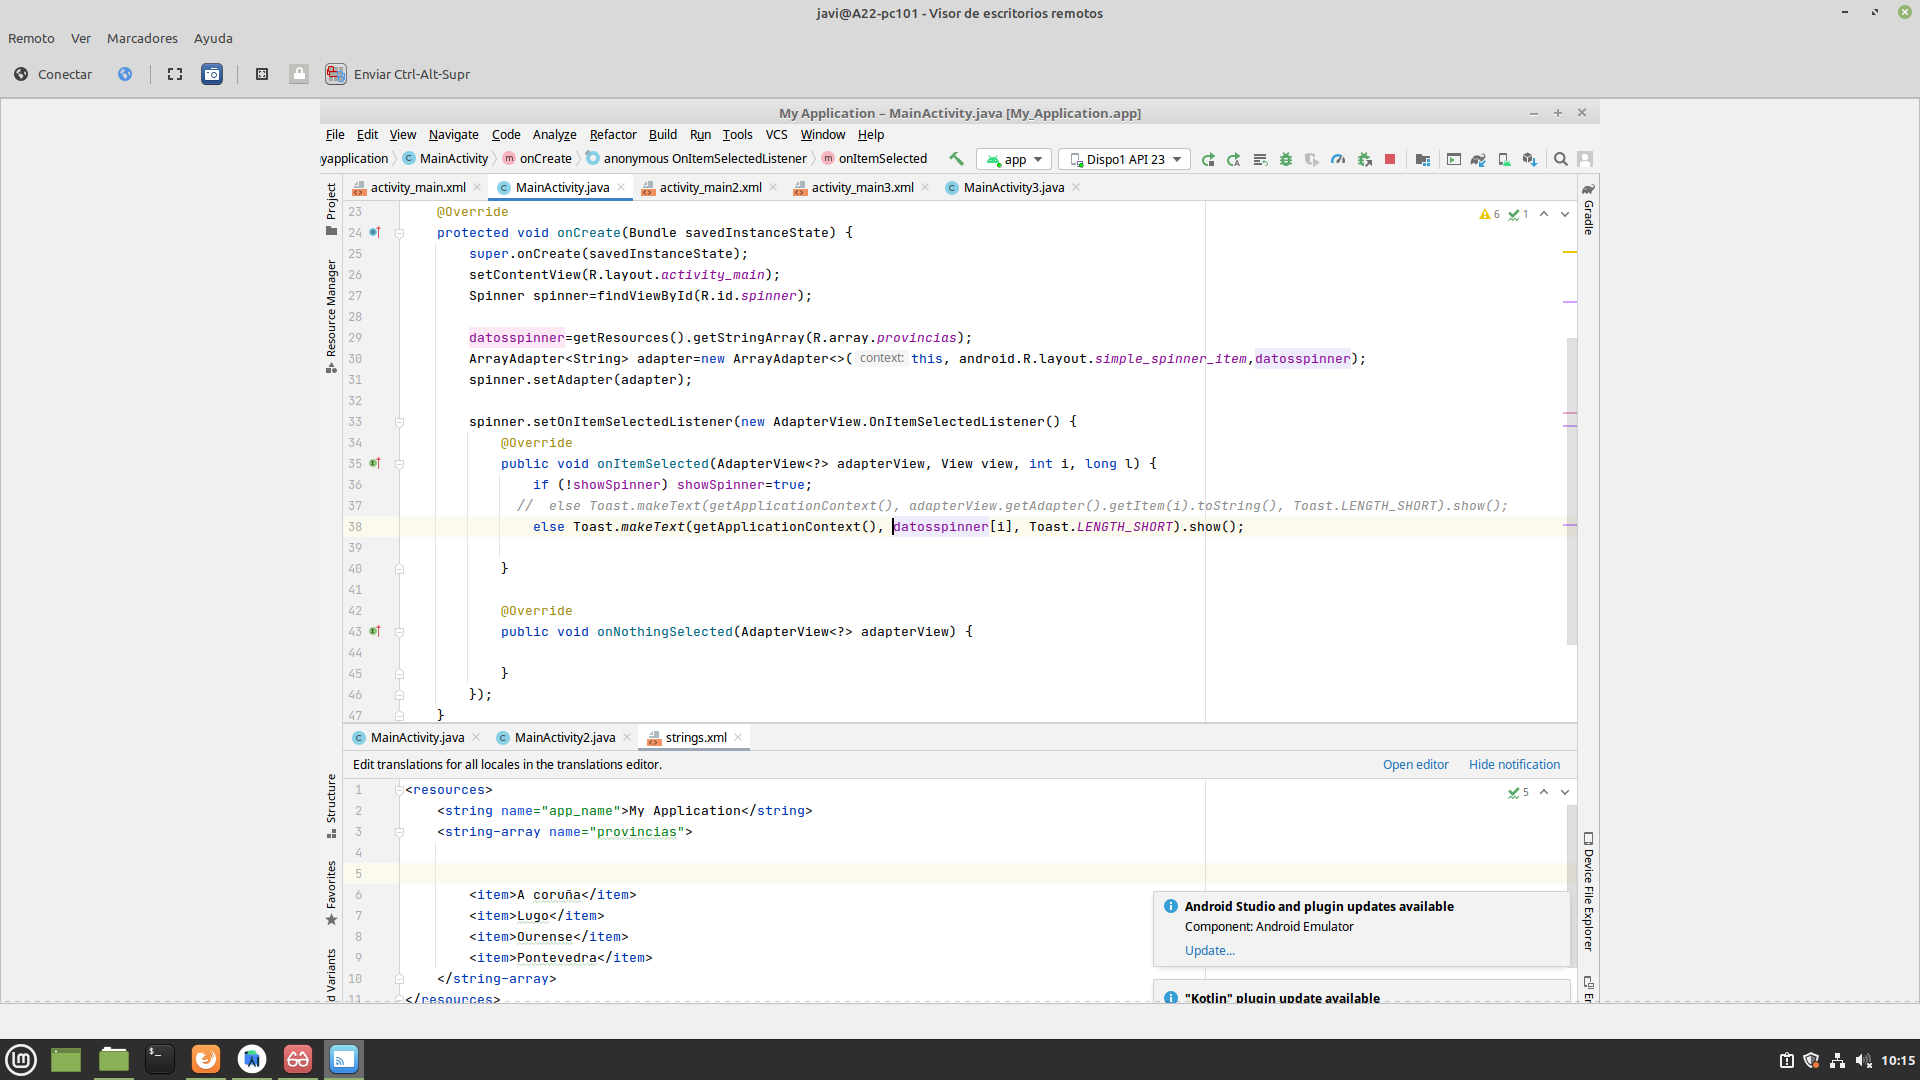 javi@A22-pc101 - Visor de escritorios remotos
Remoto Ver Marcadores Ayuda
Conectar Enviar Ctrl-Alt-Supr
My Application – MainActivity.java [My_Application.app]
File Edit View Navigate Code Analyze Refactor Build Run Tools VCS Window Help
yapplication MainActivity onCreate anonymous OnItemSelectedListener onItemSelected app Dispo1 API 23
activity_main.xml MainActivity.java activity_main2.xml activity_main3.xml MainActivity3.java
Project
Resource Manager
Structure
Favorites
d Variants
Gradle
Device File Explorer
Em
6 1
23 @Override
24 protected void onCreate(Bundle savedInstanceState) {
25 super.onCreate(savedInstanceState);
26 setContentView(R.layout.activity_main);
27 Spinner spinner=findViewById(R.id.spinner);
28
29 datosspinner=getResources().getStringArray(R.array.provincias);
30 ArrayAdapter<String> adapter=new ArrayAdapter<>( context: this, android.R.layout.simple_spinner_item,datosspinner);
31 spinner.setAdapter(adapter);
32
33 spinner.setOnItemSelectedListener(new AdapterView.OnItemSelectedListener() {
34 @Override
35 public void onItemSelected(AdapterView<?> adapterView, View view, int i, long l) {
36 if (!showSpinner) showSpinner=true;
37 // else Toast.makeText(getApplicationContext(), adapterView.getAdapter().getItem(i).toString(), Toast.LENGTH_SHORT).show();
38 else Toast.makeText(getApplicationContext(), datosspinner[i], Toast.LENGTH_SHORT).show();
39
40 }
41
42 @Override
43 public void onNothingSelected(AdapterView<?> adapterView) {
44
45 }
46 });
47 }
MainActivity.java MainActivity2.java strings.xml
Edit translations for all locales in the translations editor. Open editor Hide notification
5
1 <resources>
2 <string name="app_name">My Application</string>
3 <string-array name="provincias">
4
5
6 <item>A coruña</item>
7 <item>Lugo</item>
8 <item>Ourense</item>
9 <item>Pontevedra</item>
10 </string-array>
11 </resources>
Android Studio and plugin updates available
Component: Android Emulator
Update...
"Kotlin" plugin update available
10:15